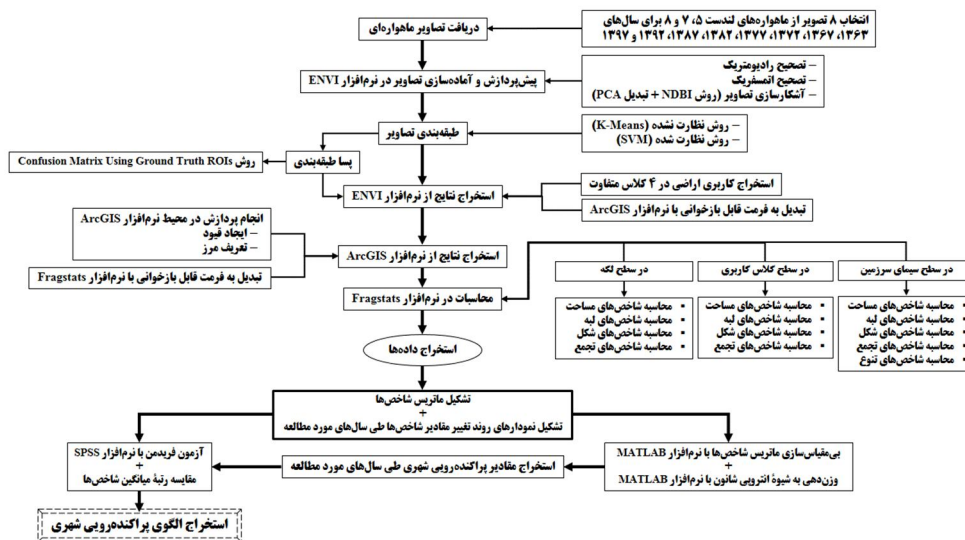 انتخاب ۸ تصویر از ماهواره‌های لندست ۵، ۷ و ۸ برای سال‌های
۱۳۶۳، ۱۳۶۷، ۱۳۷۲، ۱۳۷۷، ۱۳۸۲، ۱۳۸۷، ۱۳۹۲ و ۱۳۹۷
دریافت تصاویر ماهواره‌ای
– تصحیح رادیومتریک
– تصحیح اتمسفریک
– آشکارسازی تصاویر (روش NDBI + تبدیل PCA)
پیش‌پردازش و آماده‌سازی تصاویر در نرم‌افزار ENVI
– روش نظارت نشده (K-Means)
– روش نظارت شده (SVM)
طبقه‌بندی تصاویر
پسا طبقه‌بندی
روش Confusion Matrix Using Ground Truth ROIs
استخراج کاربری اراضی در ۴ کلاس متفاوت
تبدیل به فرمت قابل بازخوانی با نرم‌افزار ArcGIS
استخراج نتایج از نرم‌افزار ENVI
انجام پردازش در محیط نرم‌افزار ArcGIS
– ایجاد قیود
– تعریف مرز
تبدیل به فرمت قابل بازخوانی با نرم‌افزار Fragstats
استخراج نتایج از نرم‌افزار ArcGIS
در سطح سیمای سرزمین
▪ محاسبه شاخص‌های مساحت
▪ محاسبه شاخص‌های لبه
▪ محاسبه شاخص‌های شکل
▪ محاسبه شاخص‌های تجمع
▪ محاسبه شاخص‌های تنوع
در سطح کلاس کاربری
▪ محاسبه شاخص‌های مساحت
▪ محاسبه شاخص‌های لبه
▪ محاسبه شاخص‌های شکل
▪ محاسبه شاخص‌های تجمع
در سطح لکه
▪ محاسبه شاخص‌های مساحت
▪ محاسبه شاخص‌های لبه
▪ محاسبه شاخص‌های شکل
▪ محاسبه شاخص‌های تجمع
محاسبات در نرم‌افزار Fragstats
استخراج داده‌ها
تشکیل ماتریس شاخص‌ها
+
تشکیل نمودارهای روند تغییر مقادیر شاخص‌ها طی سال‌های مورد مطالعه
بی‌مقیاس‌سازی ماتریس شاخص‌ها با نرم‌افزار MATLAB
+
وزن‌دهی به شیوهٔ انتروپی شانون با نرم‌افزار MATLAB
استخراج مقادیر پراکنده‌رویی شهری طی سال‌های مورد مطالعه
آزمون فریدمن با نرم‌افزار SPSS
+
مقایسه رتبهٔ میانگین شاخص‌ها
استخراج الگوی پراکنده‌رویی شهری